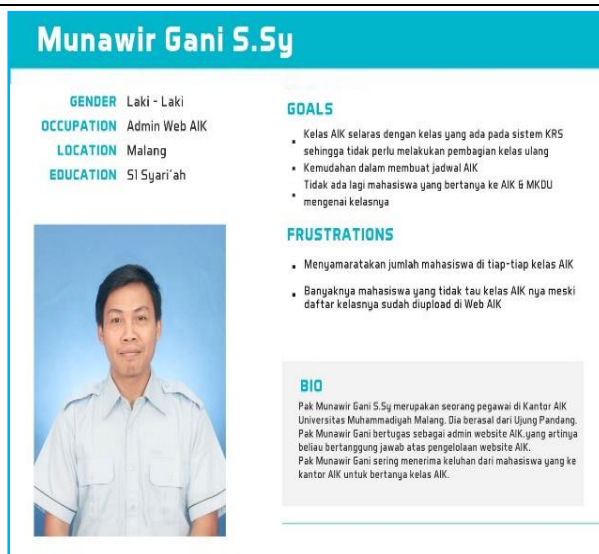 Munawir Gani S.Sy
GENDER Laki - Laki
OCCUPATION Admin Web AIK
LOCATION Malang
EDUCATION S1 Syari'ah
GOALS
• Kelas AIK selaras dengan kelas yang ada pada sistem KRS
sehingga tidak perlu melakukan pembagian kelas ulang
• Kemudahan dalam membuat jadwal AIK
• Tidak ada lagi mahasiswa yang bertanya ke AIK & MKDU
mengenai kelasnya
FRUSTRATIONS
• Menyamaratakan jumlah mahasiswa di tiap-tiap kelas AIK
• Banyaknya mahasiswa yang tidak tau kelas AIK nya meski
daftar kelasnya sudah diupload di Web AIK
BIO
Pak Munawir Gani S.Sy merupakan seorang pegawai di Kantor AIK
Universitas Muhammadiyah Malang. Dia berasal dari Ujung Pandang.
Pak Munawir Gani bertugas sebagai admin website AIK.yang artinya
beliau bertanggung jawab atas pengelolaan website AIK.
Pak Munawir Gani sering menerima keluhan dari mahasiswa yang ke
kantor AIK untuk bertanya kelas AIK.